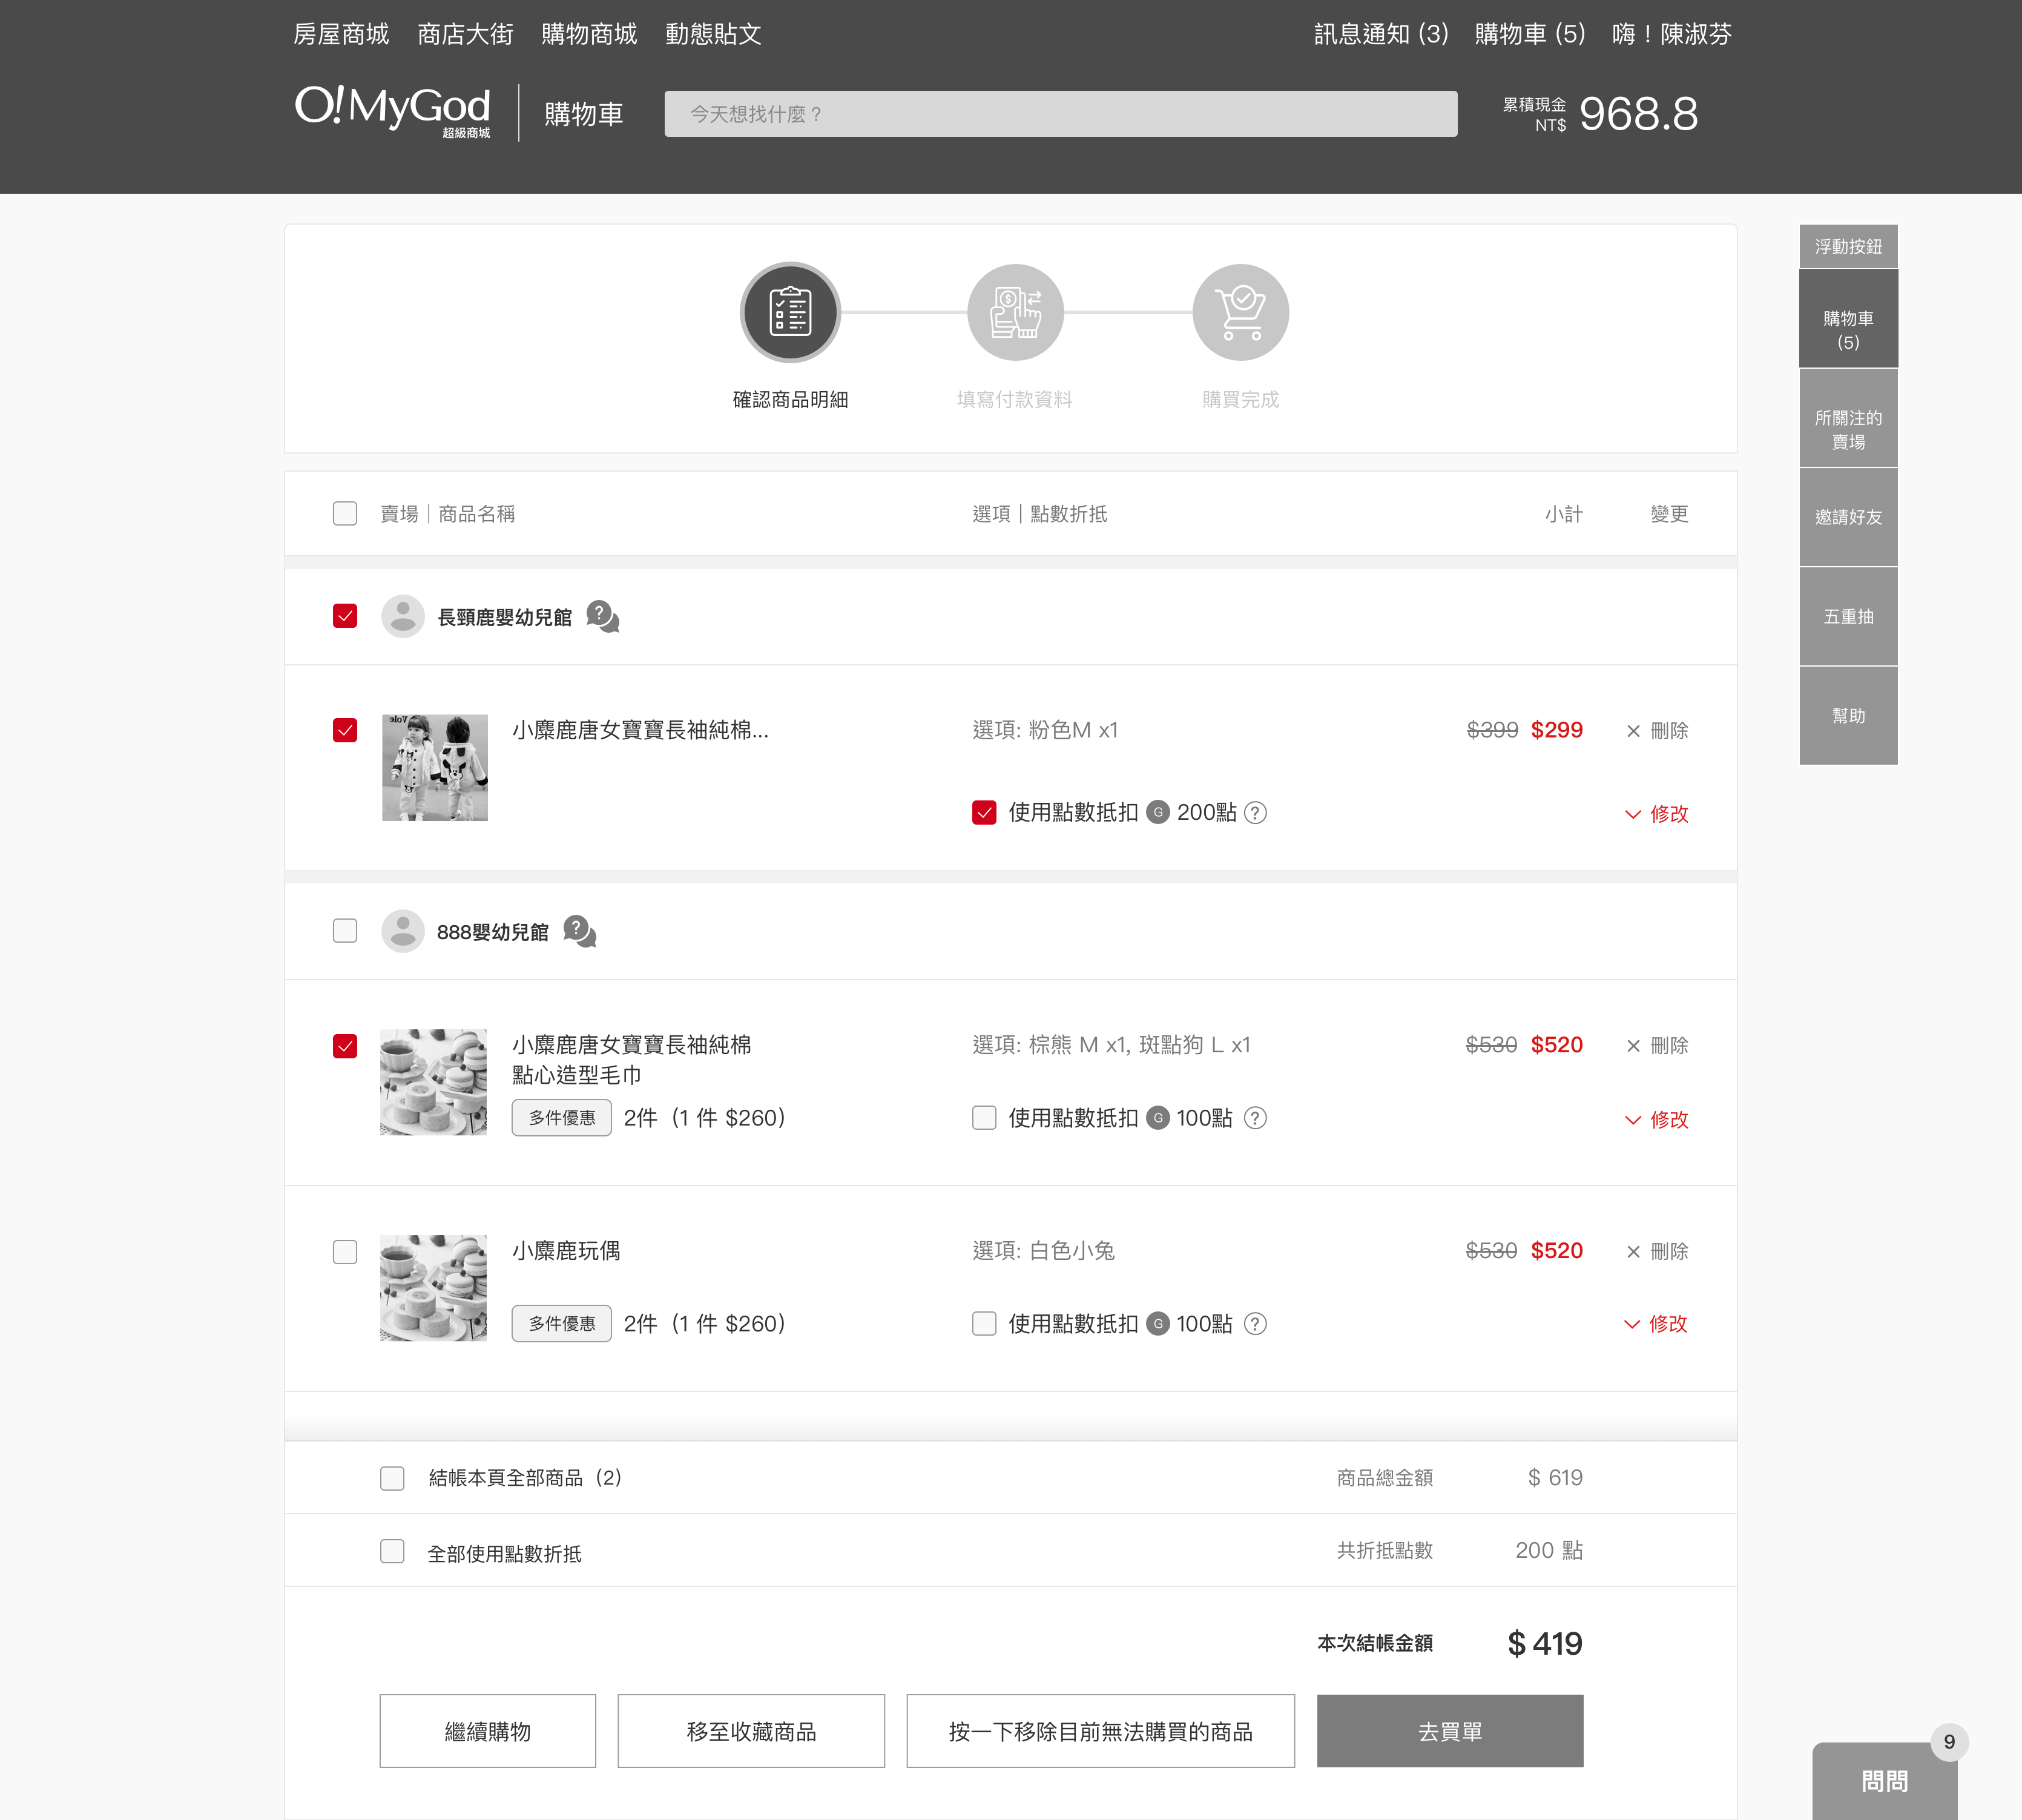 房屋商城 商店大街 購物商城 動態貼文 訊息通知 (3) 購物車 (5) 嗨！陳淑芬
O!MyGod 超級商城 購物車 今天想找什麼？ 累積現金 NT$ 968.8
確認商品明細 填寫付款資料 購買完成
賣場｜商品名稱 選項｜點數折抵 小計 變更
長頸鹿嬰幼兒館
小麋鹿唐女寶寶長袖純棉... 選項: 粉色M x1 $399 $299 刪除
使用點數抵扣 G 200點 ? 修改
888嬰幼兒館
小麋鹿唐女寶寶長袖純棉 選項: 棕熊 M x1, 斑點狗 L x1 $530 $520 刪除
點心造型毛巾
多件優惠 2件（1 件 $260） 使用點數抵扣 G 100點 ? 修改
小麋鹿玩偶 選項: 白色小兔 $530 $520 刪除
多件優惠 2件（1 件 $260） 使用點數抵扣 G 100點 ? 修改
結帳本頁全部商品（2） 商品總金額 $ 619
全部使用點數折抵 共折抵點數 200 點
本次結帳金額 $ 419
繼續購物 移至收藏商品 按一下移除目前無法購買的商品 去買單
浮動按鈕
購物車
(5)
所關注的
賣場
邀請好友
五重抽
幫助
9
問問